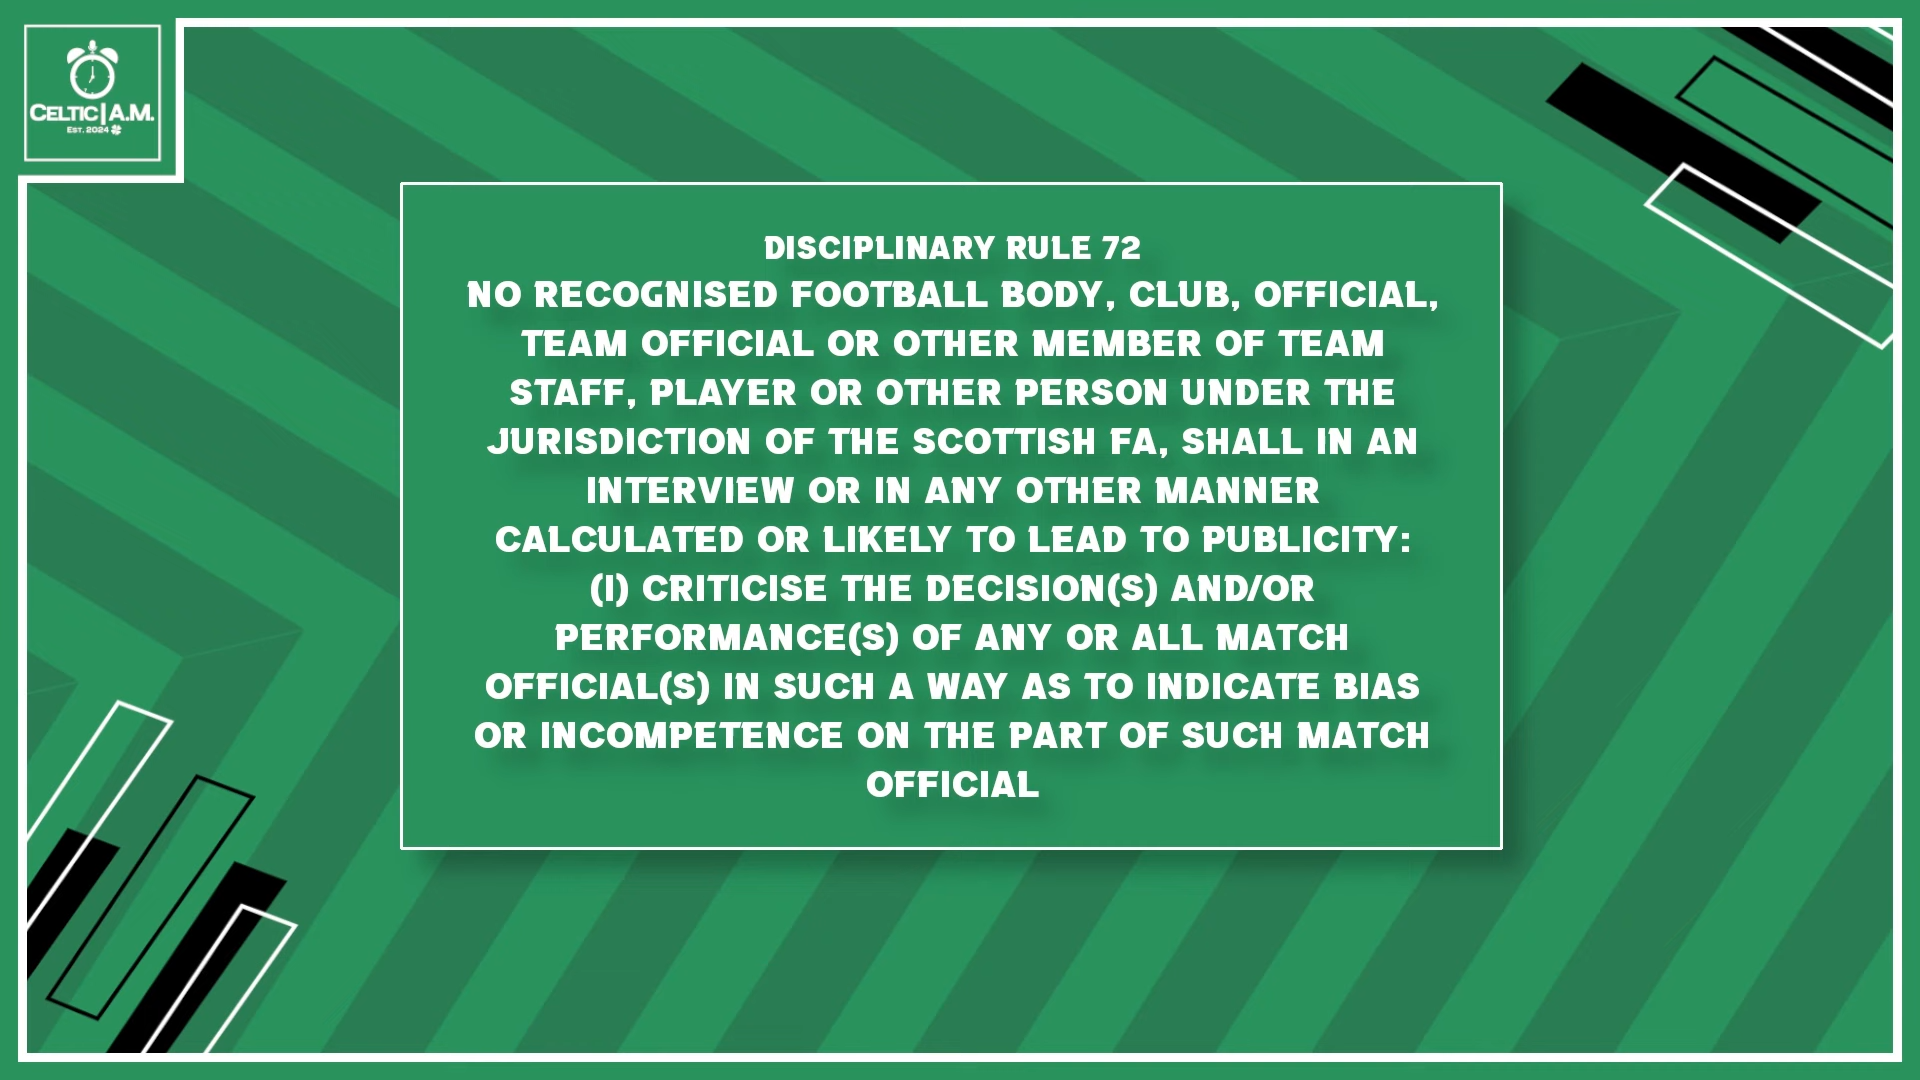 CELTIC|A.M.
EST. 2024
DISCIPLINARY RULE 72
NO RECOGNISED FOOTBALL BODY, CLUB, OFFICIAL,
TEAM OFFICIAL OR OTHER MEMBER OF TEAM
STAFF, PLAYER OR OTHER PERSON UNDER THE
JURISDICTION OF THE SCOTTISH FA, SHALL IN AN
INTERVIEW OR IN ANY OTHER MANNER
CALCULATED OR LIKELY TO LEAD TO PUBLICITY:
(I) CRITICISE THE DECISION(S) AND/OR
PERFORMANCE(S) OF ANY OR ALL MATCH
OFFICIAL(S) IN SUCH A WAY AS TO INDICATE BIAS
OR INCOMPETENCE ON THE PART OF SUCH MATCH
OFFICIAL